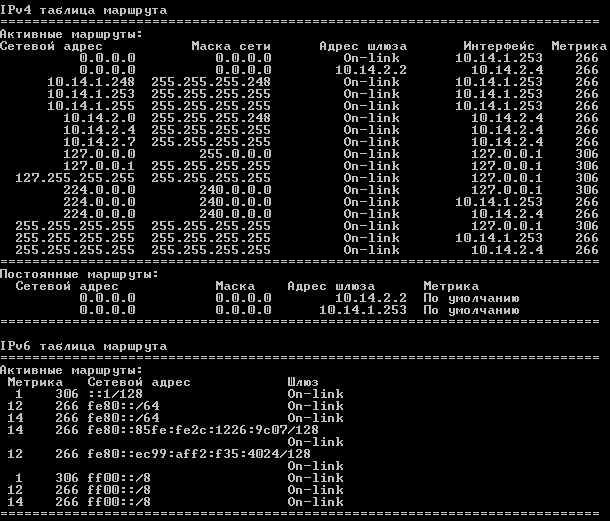 IPv4 таблица маршрута
===========================================================================
Активные маршруты:
Сетевой адрес Маска сети Адрес шлюза Интерфейс Метрика
0.0.0.0 0.0.0.0 On-link 10.14.1.253 266
0.0.0.0 0.0.0.0 10.14.2.2 10.14.2.4 266
10.14.1.248 255.255.255.248 On-link 10.14.1.253 266
10.14.1.253 255.255.255.255 On-link 10.14.1.253 266
10.14.1.255 255.255.255.255 On-link 10.14.1.253 266
10.14.2.0 255.255.255.248 On-link 10.14.2.4 266
10.14.2.4 255.255.255.255 On-link 10.14.2.4 266
10.14.2.7 255.255.255.255 On-link 10.14.2.4 266
127.0.0.0 255.0.0.0 On-link 127.0.0.1 306
127.0.0.1 255.255.255.255 On-link 127.0.0.1 306
127.255.255.255 255.255.255.255 On-link 127.0.0.1 306
224.0.0.0 240.0.0.0 On-link 127.0.0.1 306
224.0.0.0 240.0.0.0 On-link 10.14.1.253 266
224.0.0.0 240.0.0.0 On-link 10.14.2.4 266
255.255.255.255 255.255.255.255 On-link 127.0.0.1 306
255.255.255.255 255.255.255.255 On-link 10.14.1.253 266
255.255.255.255 255.255.255.255 On-link 10.14.2.4 266
===========================================================================
Постоянные маршруты:
Сетевой адрес Маска Адрес шлюза Метрика
0.0.0.0 0.0.0.0 10.14.2.2 По умолчанию
0.0.0.0 0.0.0.0 10.14.1.253 По умолчанию
===========================================================================
IPv6 таблица маршрута
===========================================================================
Активные маршруты:
Метрика Сетевой адрес Шлюз
1 306 ::1/128 On-link
12 266 fe80::/64 On-link
14 266 fe80::/64 On-link
14 266 fe80::85fe:fe2c:1226:9c07/128
On-link
12 266 fe80::ec99:aff2:f35:4024/128
On-link
1 306 ff00::/8 On-link
12 266 ff00::/8 On-link
14 266 ff00::/8 On-link
===========================================================================